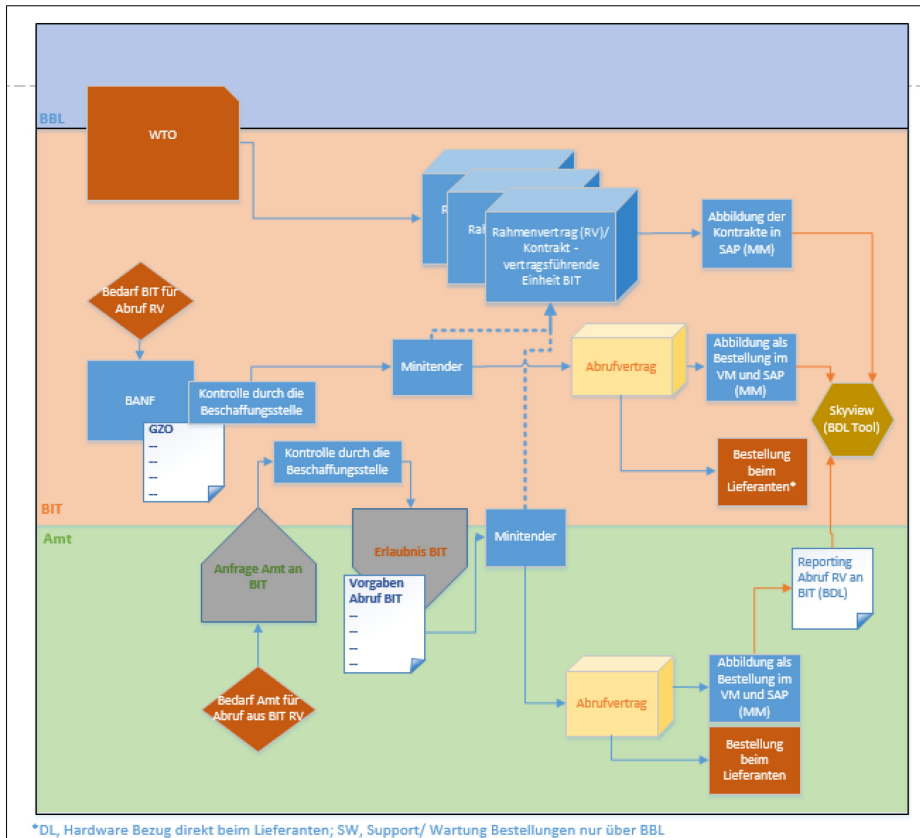 BBL
WTO
R
Rah
Rahmenvertrag (RV)/
Kontrakt -
vertragsführende
Einheit BIT
Abbildung der
Kontrakte in
SAP (MM)
Bedarf BIT für
Abruf RV
BANF
Kontrolle durch die
Beschaffungsstelle
GZO
--
--
--
--
Minitender
Abrufvertrag
Abbildung als
Bestellung im
VM und SAP
(MM)
Skyview
(BDL Tool)
Bestellung
beim
Lieferanten*
Kontrolle durch die
Beschaffungsstelle
BIT
Amt
Anfrage Amt an
BIT
Erlaubnis BIT
Vorgaben
Abruf BIT
--
--
--
--
Minitender
Reporting
Abruf RV an
BIT (BDL)
Bedarf Amt für
Abruf aus BIT RV
Abrufvertrag
Abbildung als
Bestellung im
VM und SAP
(MM)
Bestellung
beim
Lieferanten
*DL, Hardware Bezug direkt beim Lieferanten; SW, Support/ Wartung Bestellungen nur über BBL